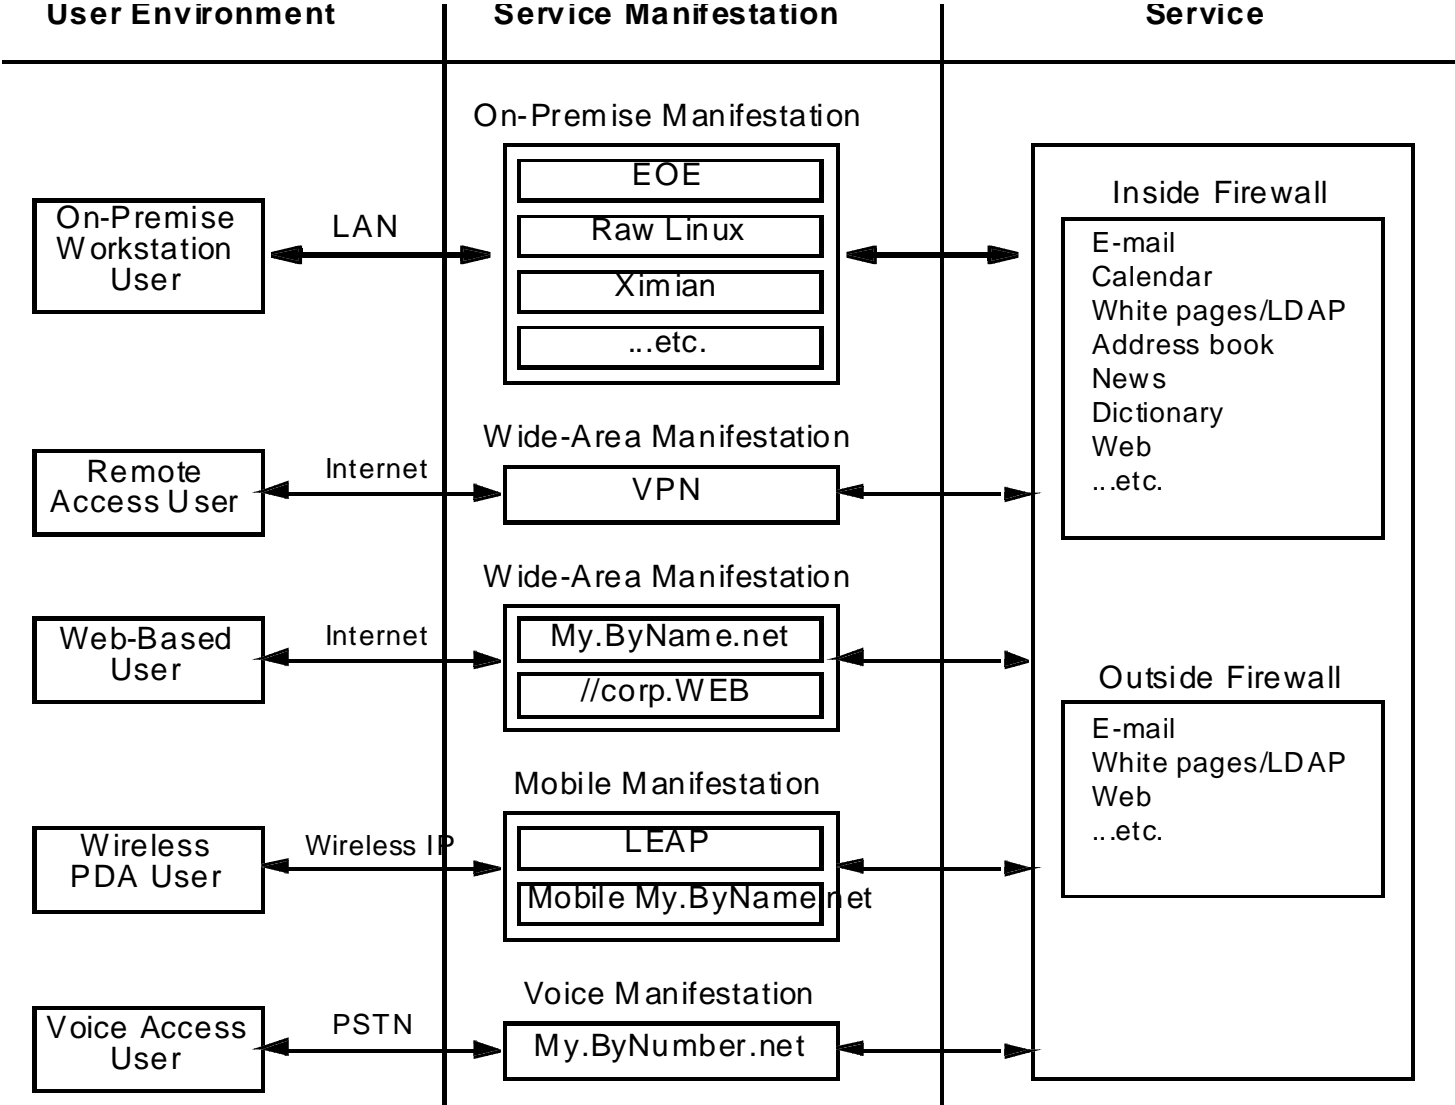 User Environment
Service Manifestation
Service
On-Premise Manifestation
EOE
Raw Linux
Ximian
...etc.
On-Premise
Workstation
User
LAN
Inside Firewall
E-mail
Calendar
White pages/LDAP
Address book
News
Dictionary
Web
...etc.
Wide-Area Manifestation
Remote
Access User
Internet
VPN
Wide-Area Manifestation
Web-Based
User
Internet
My.ByName.net
//corp.WEB
Outside Firewall
E-mail
White pages/LDAP
Web
...etc.
Mobile Manifestation
Wireless
PDA User
Wireless IP
LEAP
Mobile My.ByName.net
Voice Manifestation
Voice Access
User
PSTN
My.ByNumber.net